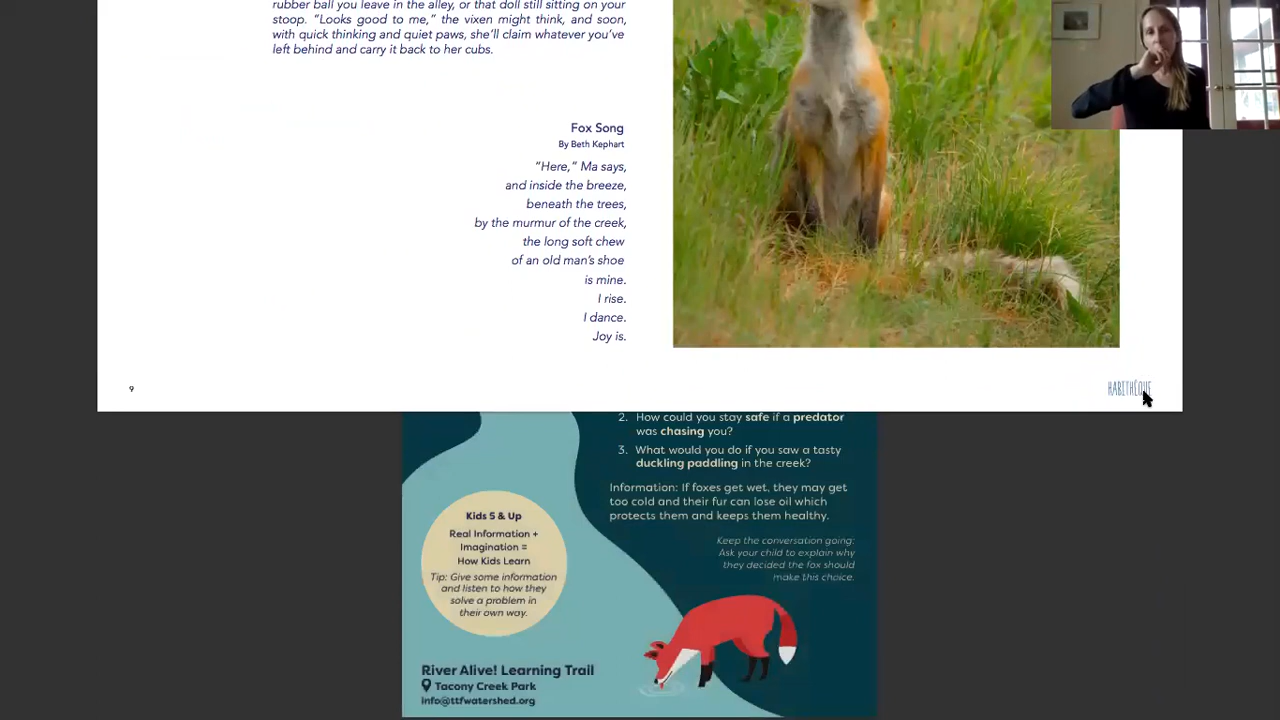 rubber ball you leave in the alley, or that doll still sitting on your
stoop. “Looks good to me,” the vixen might think, and soon,
with quick thinking and quiet paws, she’ll claim whatever you’ve
left behind and carry it back to her cubs.
Fox Song
By Beth Kephart
“Here,” Ma says,
and inside the breeze,
beneath the trees,
by the murmur of the creek,
the long soft chew
of an old man’s shoe
is mine.
I rise.
I dance.
Joy is.
9
HABITHÈQUE
2. How could you stay safe if a predator
was chasing you?
3. What would you do if you saw a tasty
duckling paddling in the creek?
Information: If foxes get wet, they may get
too cold and their fur can lose oil which
protects them and keeps them healthy.
Keep the conversation going:
Ask your child to explain why
they decided the fox should
make this choice.
Kids 5 & Up
Real Information +
Imagination =
How Kids Learn
Tip: Give some information
and listen to how they
solve a problem in
their own way.
River Alive! Learning Trail
Tacony Creek Park
info@ttfwatershed.org